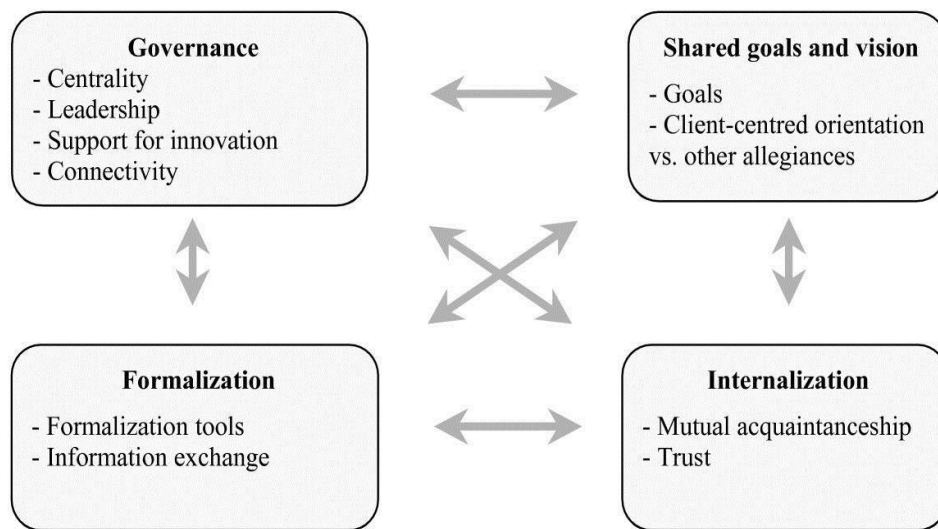 Governance
- Centrality
- Leadership
- Support for innovation
- Connectivity
Shared goals and vision
- Goals
- Client-centred orientation
vs. other allegiances
Formalization
- Formalization tools
- Information exchange
Internalization
- Mutual acquaintanceship
- Trust